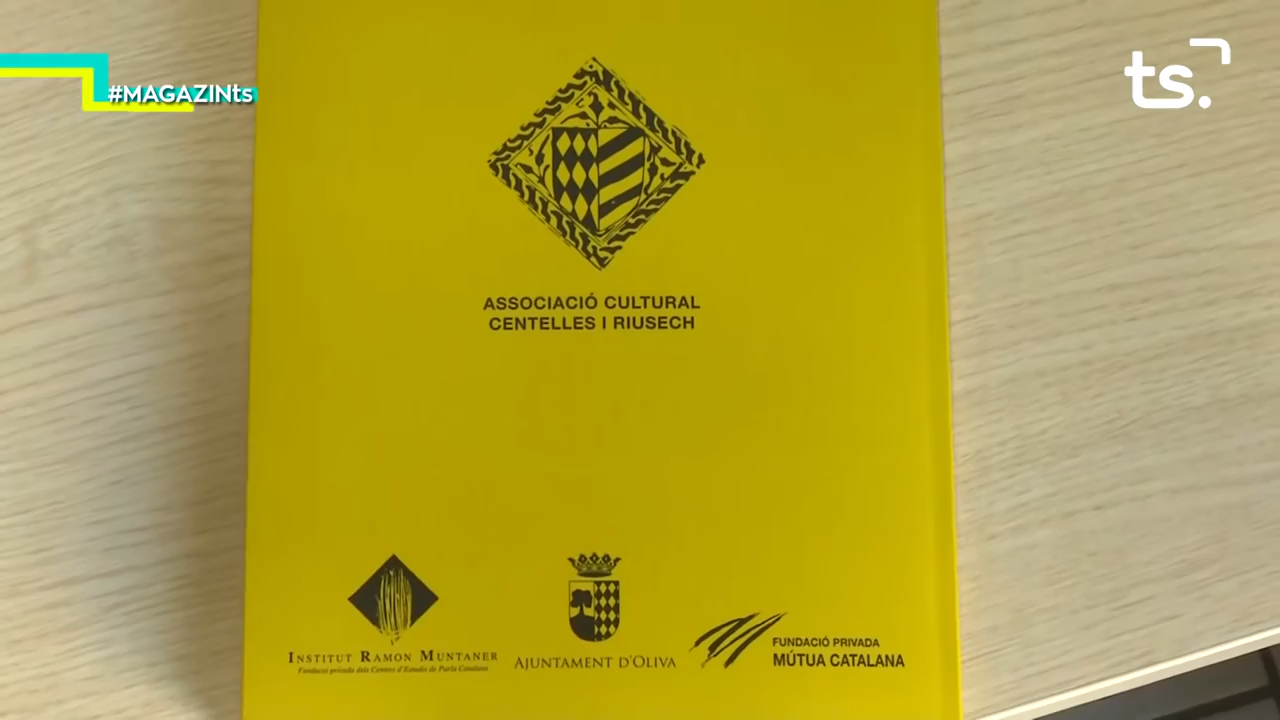 #MAGAZINts
ts.
ASSOCIACIÓ CULTURAL
CENTELLES I RIUSECH
INSTITUT RAMON MUNTANER
Fundació privada dels Centres d'Estudis de Parla Catalana
AJUNTAMENT D'OLIVA
FUNDACIÓ PRIVADA
MÚTUA CATALANA